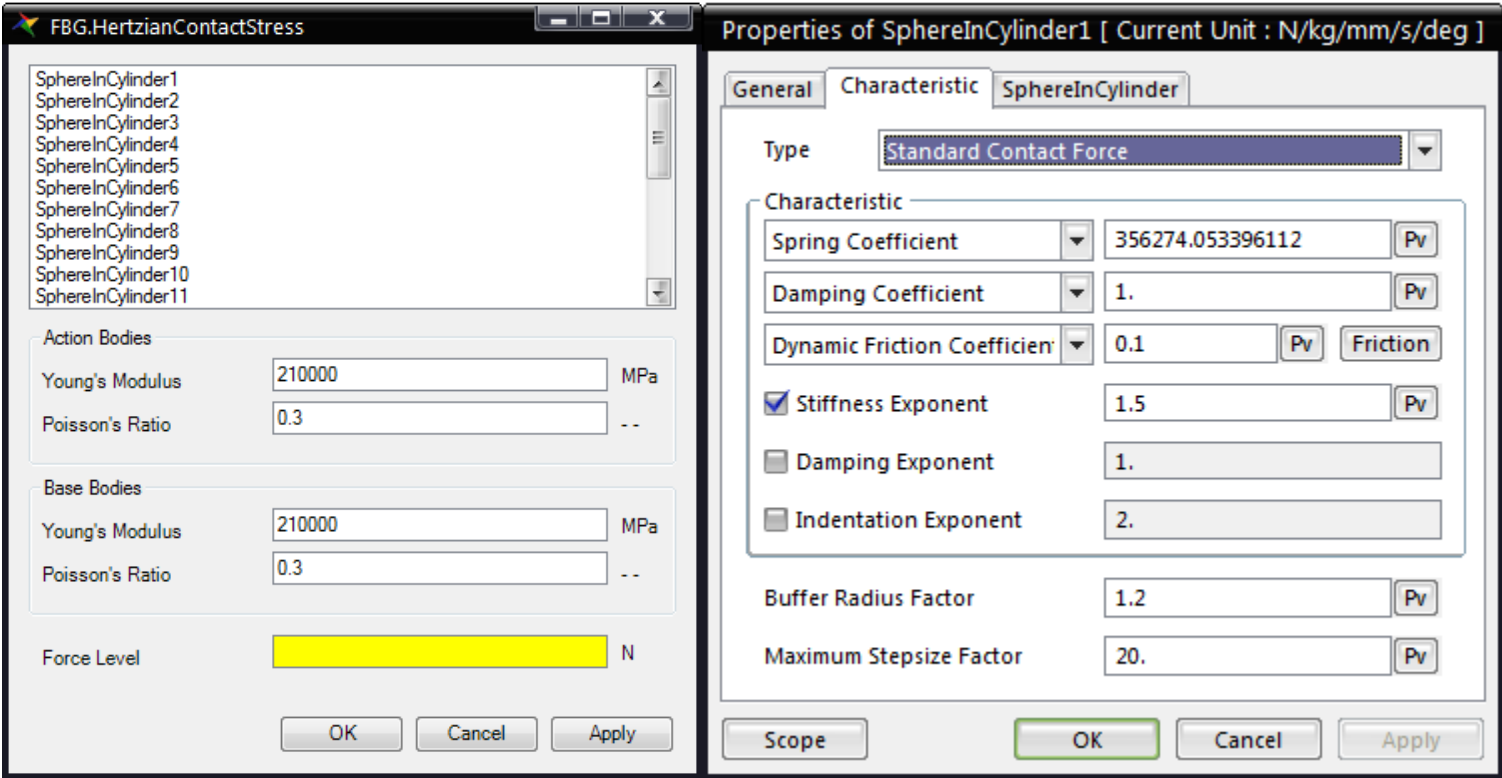 FBG.HertzianContactStress
SphereInCylinder1
SphereInCylinder2
SphereInCylinder3
SphereInCylinder4
SphereInCylinder5
SphereInCylinder6
SphereInCylinder7
SphereInCylinder8
SphereInCylinder9
SphereInCylinder10
SphereInCylinder11
Action Bodies
Young's Modulus 210000 MPa
Poisson's Ratio 0.3 --
Base Bodies
Young's Modulus 210000 MPa
Poisson's Ratio 0.3 --
Force Level N
OK Cancel Apply
Properties of SphereInCylinder1 [ Current Unit : N/kg/mm/s/deg ]
General Characteristic SphereInCylinder
Type Standard Contact Force
Characteristic
Spring Coefficient 356274.053396112 Pv
Damping Coefficient 1. Pv
Dynamic Friction Coefficien 0.1 Pv Friction
Stiffness Exponent 1.5 Pv
Damping Exponent 1.
Indentation Exponent 2.
Buffer Radius Factor 1.2 Pv
Maximum Stepsize Factor 20. Pv
Scope OK Cancel Apply